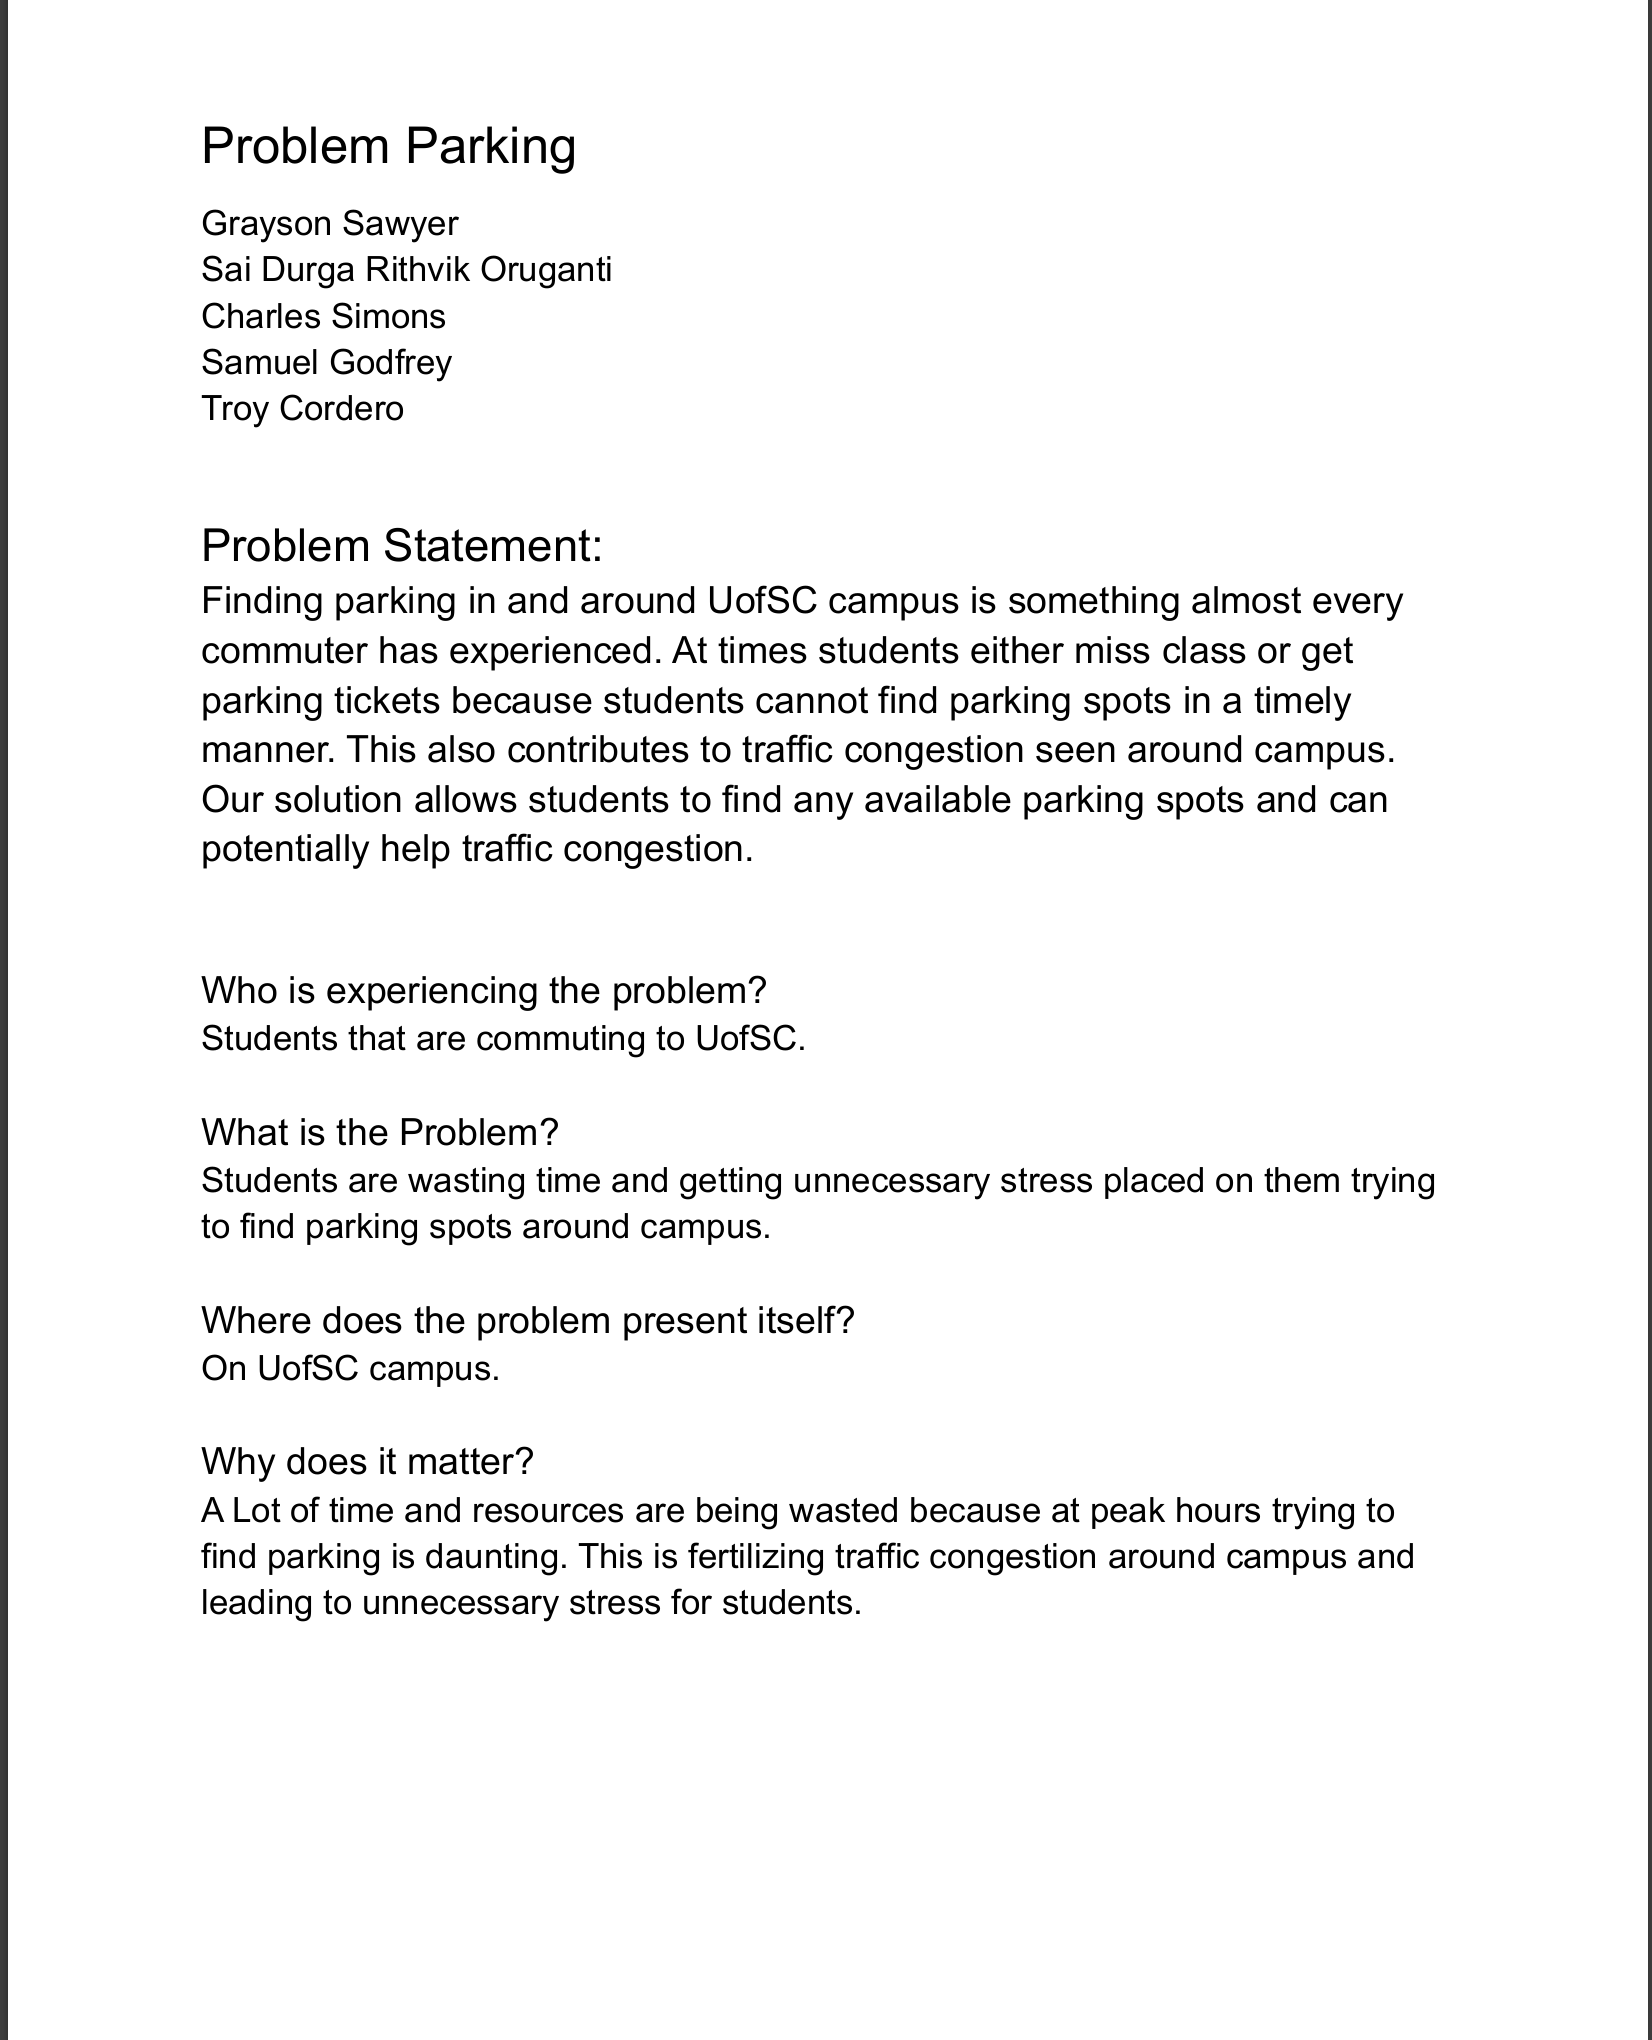 Problem Parking
Grayson Sawyer
Sai Durga Rithvik Oruganti
Charles Simons
Samuel Godfrey
Troy Cordero
Problem Statement:
Finding parking in and around UofSC campus is something almost every
commuter has experienced. At times students either miss class or get
parking tickets because students cannot find parking spots in a timely
manner. This also contributes to traffic congestion seen around campus.
Our solution allows students to find any available parking spots and can
potentially help traffic congestion.
Who is experiencing the problem?
Students that are commuting to UofSC.
What is the Problem?
Students are wasting time and getting unnecessary stress placed on them trying
to find parking spots around campus.
Where does the problem present itself?
On UofSC campus.
Why does it matter?
A Lot of time and resources are being wasted because at peak hours trying to
find parking is daunting. This is fertilizing traffic congestion around campus and
leading to unnecessary stress for students.